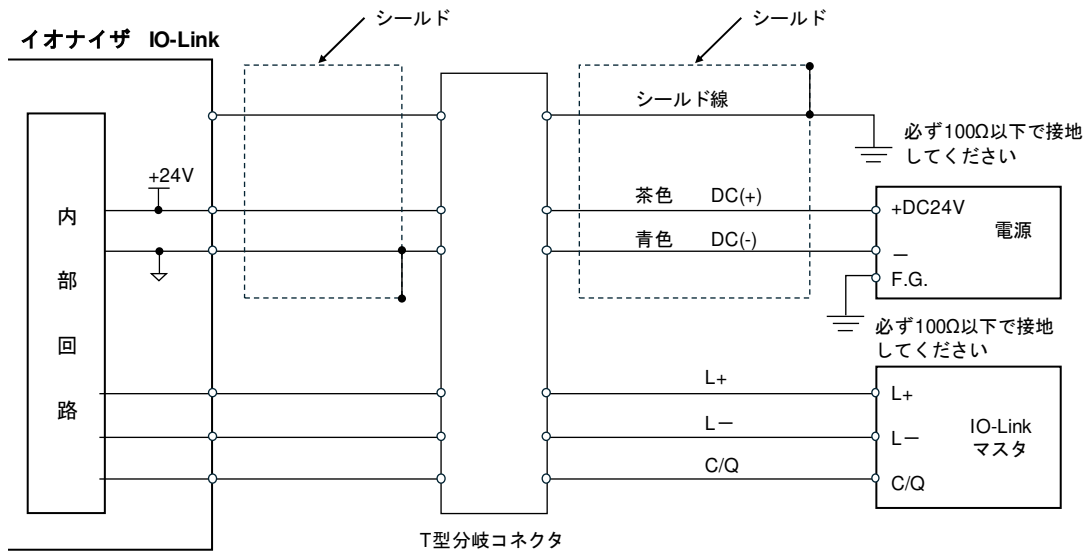 シールド
シールド
イオナイザ IO-Link
シールド線
必ず100Ω以下で接地
してください
+24V
茶色 DC(+)
+DC24V
電源
内部回路
青色 DC(-)
−
F.G.
必ず100Ω以下で接地
してください
L+
L+
L−
L−
IO-Link
マスタ
C/Q
C/Q
T型分岐コネクタ